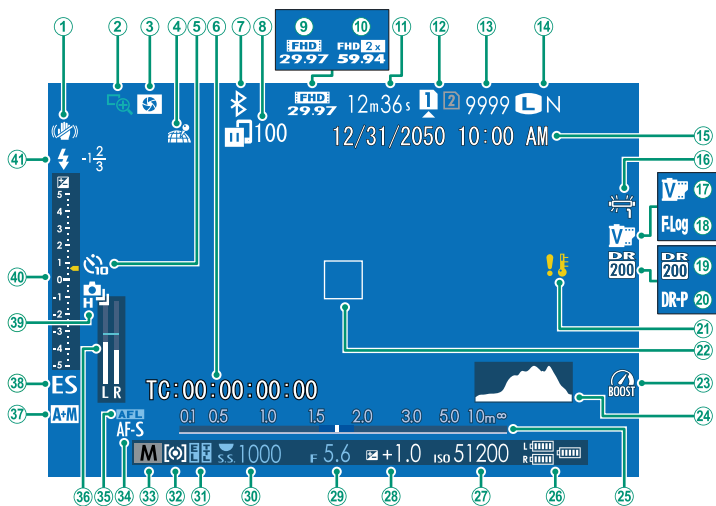 9 10
FHD 29.97 FHD 2x 59.94
1 2 3 4 5 6 7 8 11 12 13 14
FHD 29.97 12m36s 1 2 9999 L N
100
12/31/2050 10:00 AM 15
41 -1 2/3
16
1
5
4
3
2
1
0
-1
-2
-3
-4
-5
10
40
V 17
F-Log 18
V
DR 200
DR 200 19
DR-P 20
! 21
22
H
39
L R
38 ES
TC:00:00:00:00
BOOST 23
24
37 A+M
AFL
AF-S
0.1 0.5 1.0 1.5 2.0 3.0 5.0 10m ∞
M S.S. 1000 F 5.6 +1.0 ISO 51200 L R
36 35 34 33 32 31 30 29 28 27 26 25